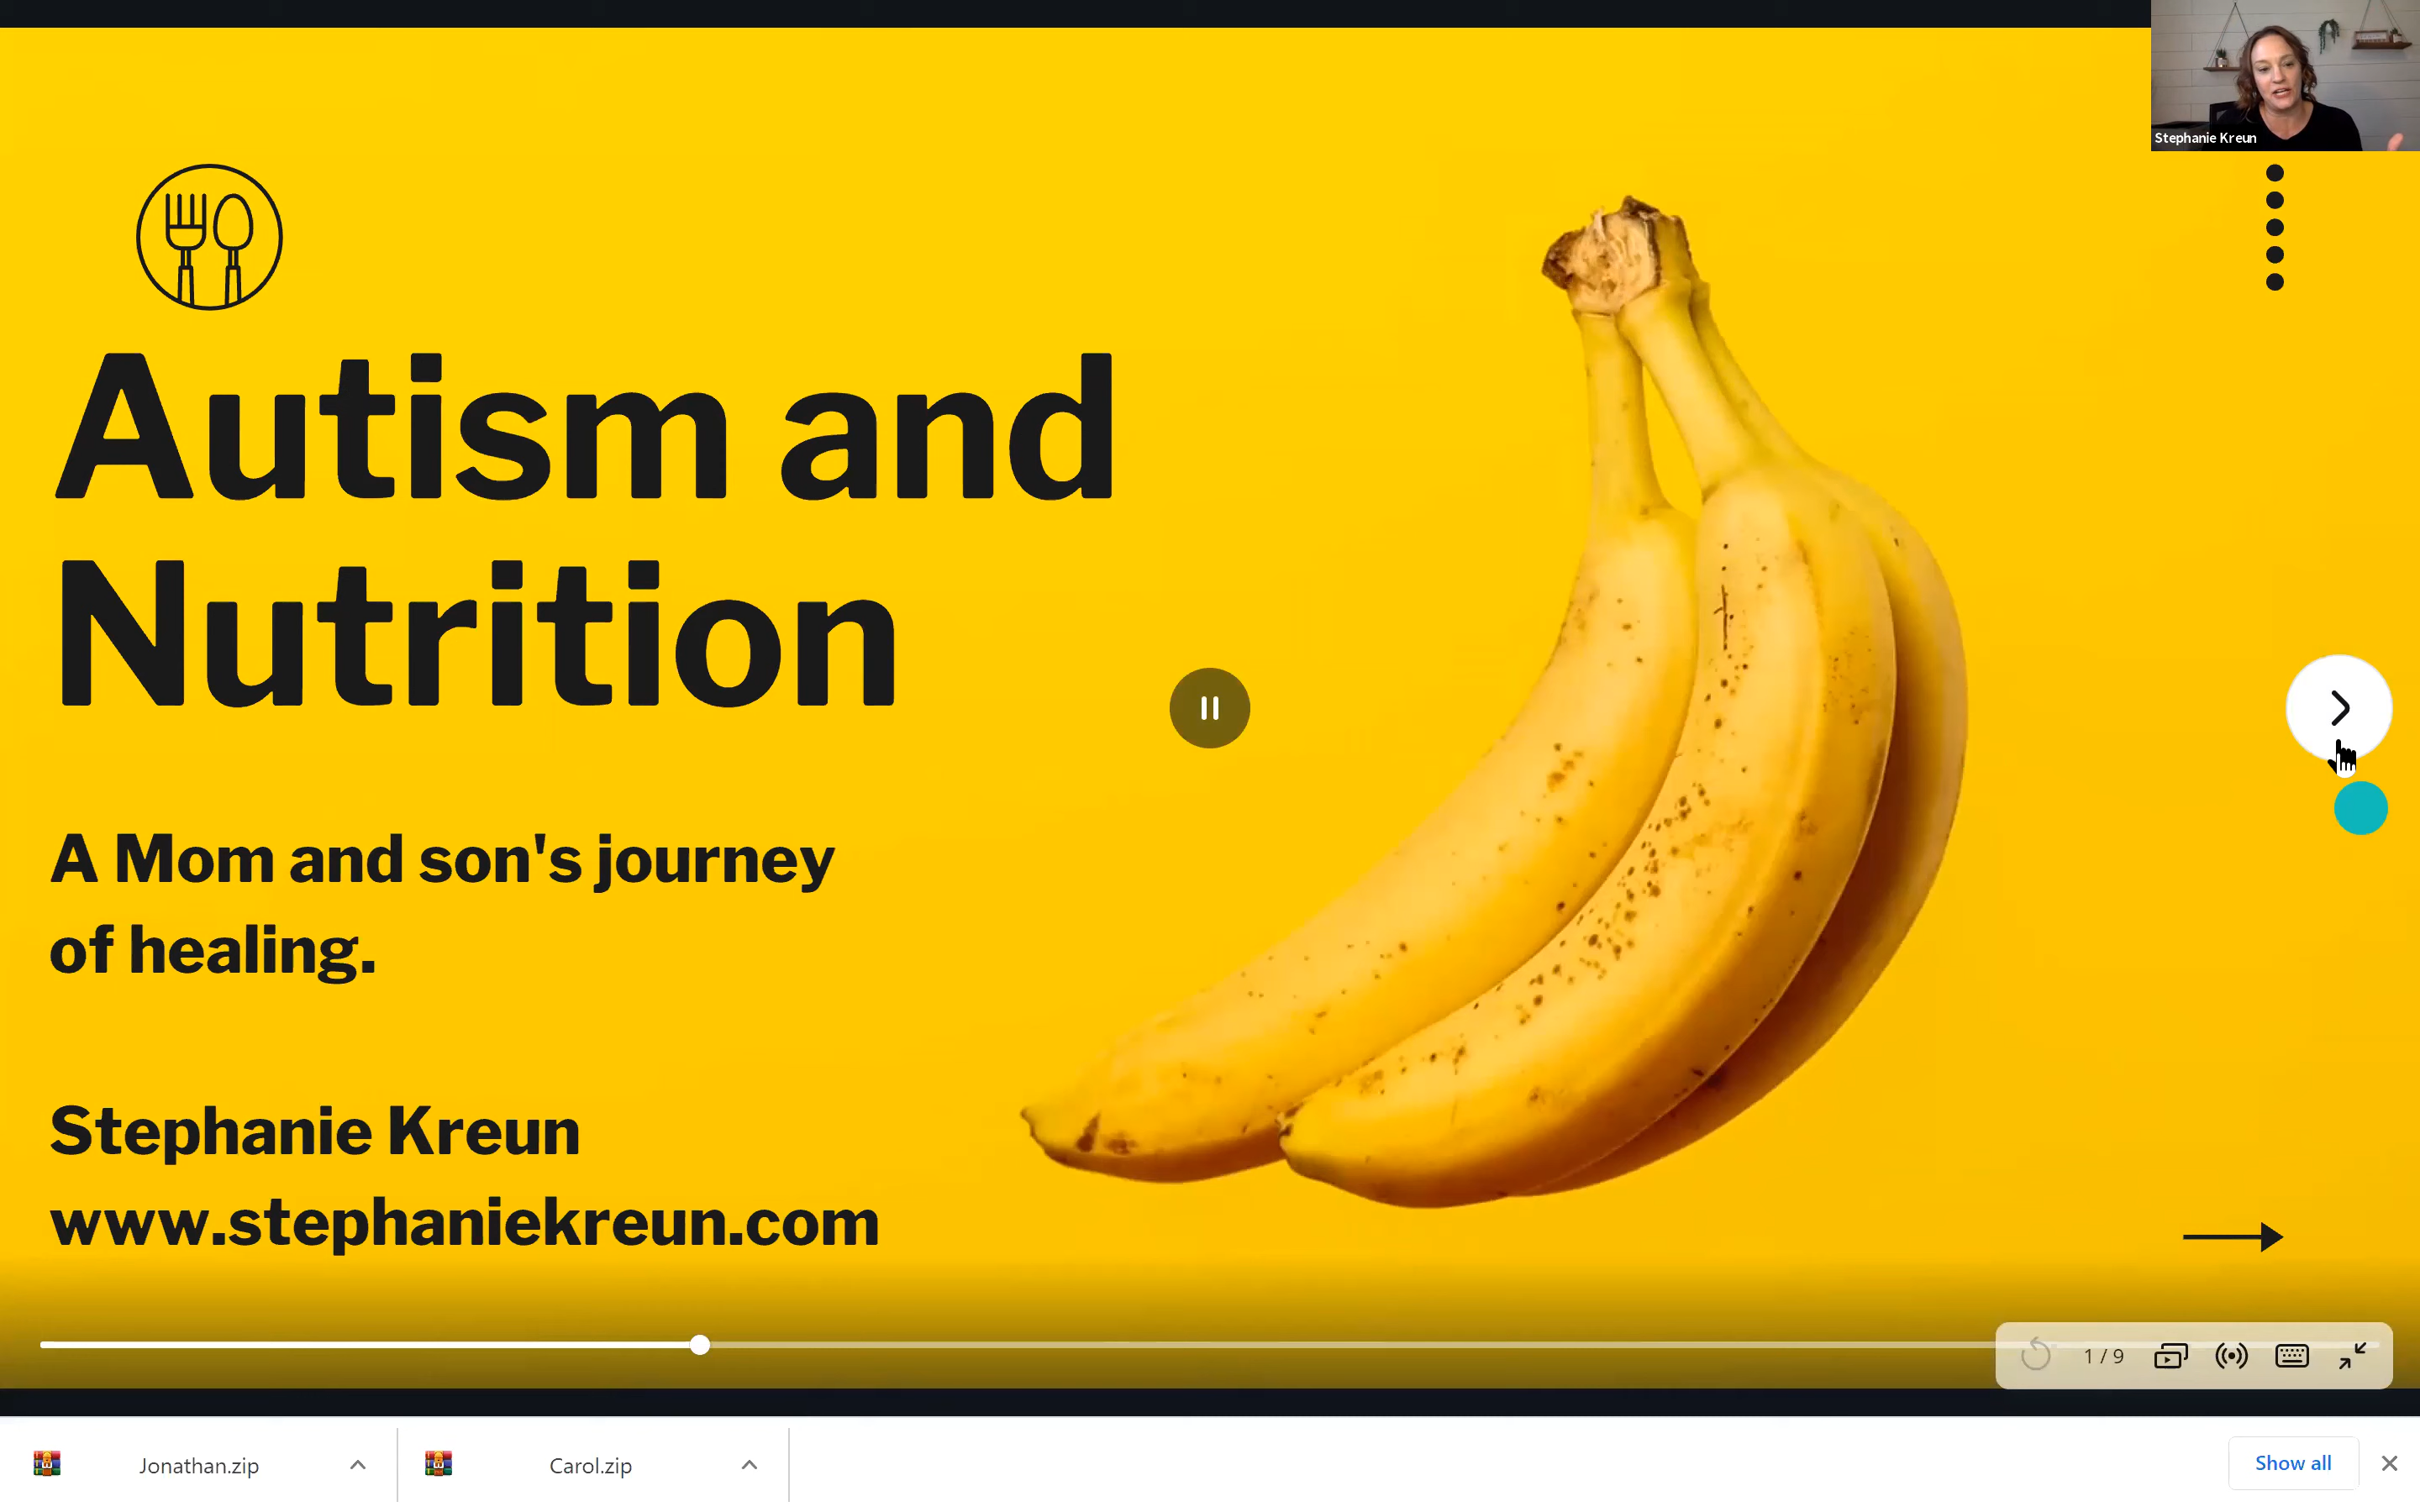 Stephanie Kreun
Autism and
Nutrition
A Mom and son's journey
of healing.
Stephanie Kreun
www.stephaniekreun.com
1 / 9
Jonathan.zip
Carol.zip
Show all